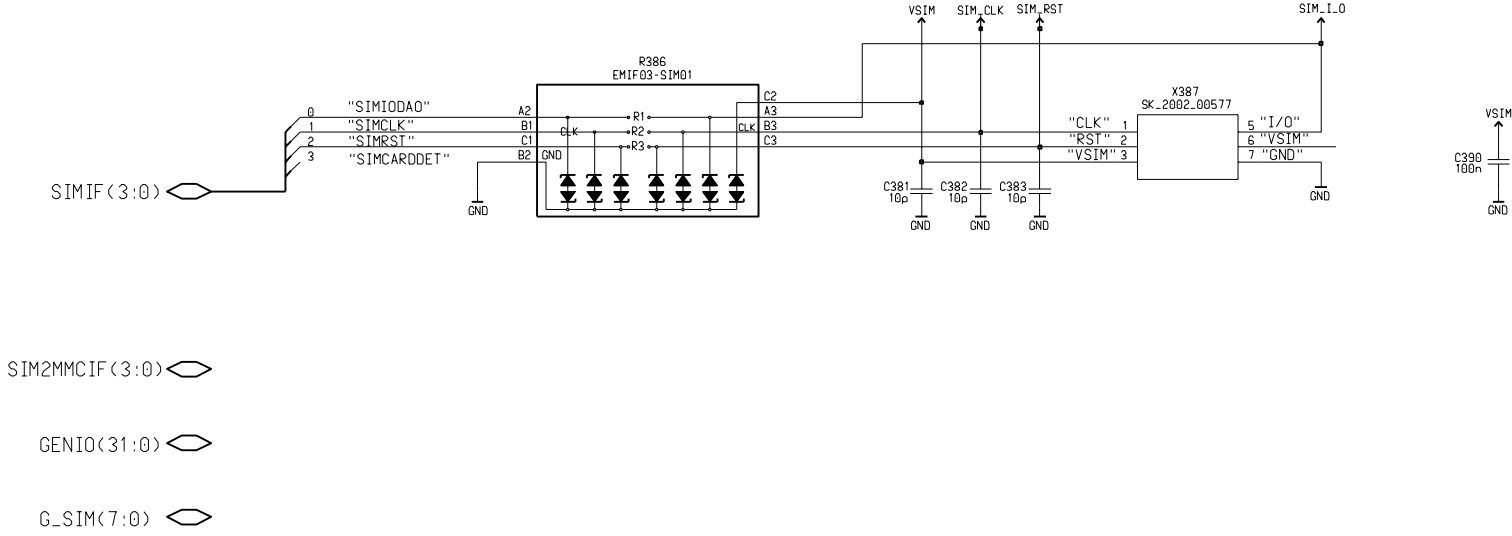 VSIM
SIM_CLK
SIM_RST
SIM_I_O
R386
EMIF03-SIM01
0 "SIMIODAO" A2
1 "SIMCLK" B1
2 "SIMRST" C1
3 "SIMCARDDET" B2 GND
CLK
R1
R2
R3
CLK
C2
A3
B3
C3
SIMIF(3:0)
GND
C381
10p
C382
10p
C383
10p
GND
GND
GND
X387
SK_2002_00577
"CLK" 1
"RST" 2
"VSIM" 3
5 "I/O"
6 "VSIM"
7 "GND"
GND
VSIM
C390
100n
GND
SIM2MMCIF(3:0)
GENIO(31:0)
G_SIM(7:0)